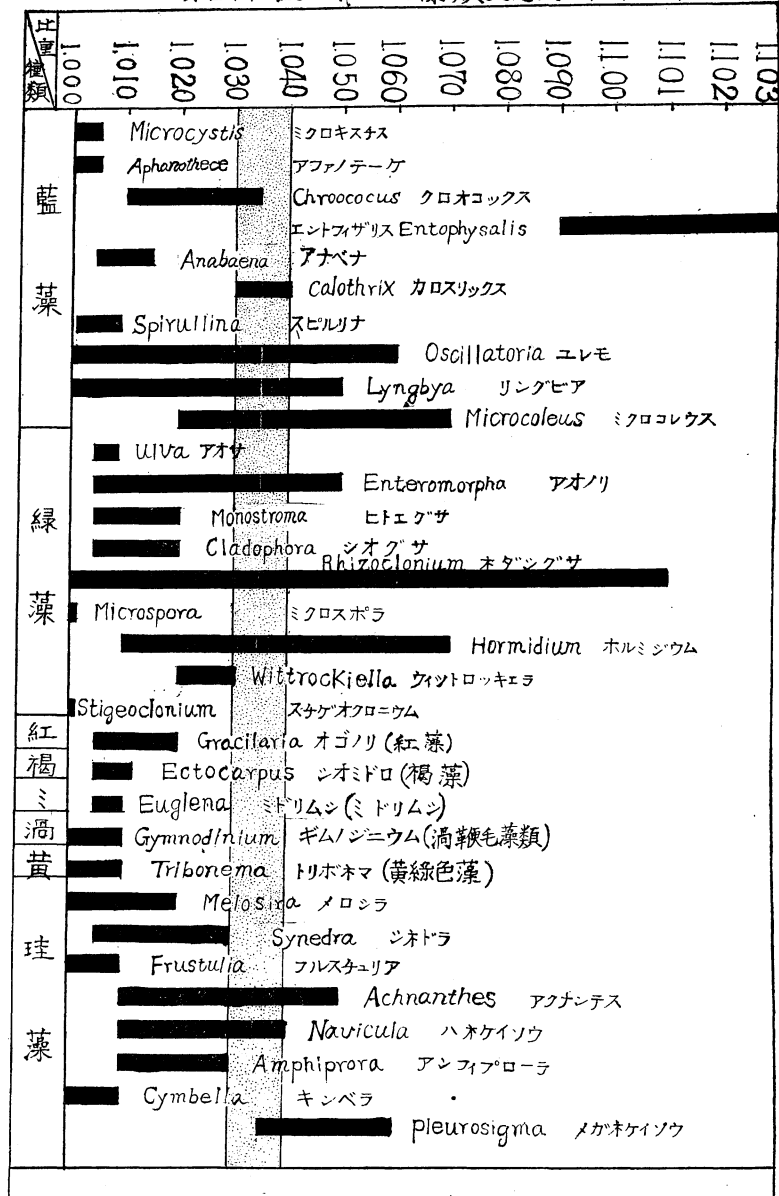 比重
種類
1.000 1.010 1.020 1.030 1.040 1.050 1.060 1.070 1.080 1.090 1.100 1.101 1.102 1.103
藍藻
Microcystis ミクロキスチス
Aphanothece アファノテーケ
Chroococus クロオコックス
エントフィザリス Entophysalis
Anabaena アナベナ
Calothrix カロスリックス
Spirullina スピルリナ
Oscillatoria ユレモ
Lyngbya リングビア
Microcoleus ミクロコレウス
緑藻
Ulva アオサ
Enteromorpha アオノリ
Monostroma ヒトエグサ
Cladophora シオグサ
Rhizoclonium ネダシグサ
Microspora ミクロスポラ
Hormidium ホルミジウム
Wittrockiella ウィットロッキエラ
Stigeoclonium スチゲオクロニウム
紅
Gracilaria オゴノリ(紅藻)
褐
Ectocarpus シオミドロ(褐藻)
ミ
Euglena ミドリムシ(ミドリムシ)
渦
Gymnodinium ギムノジニウム(渦鞭毛藻類)
黄
Tribonema トリボネマ(黄緑色藻)
珪藻
Melosira メロシラ
Synedra シネドラ
Frustulia フルスチュリア
Achnanthes アクナンテス
Navicula ハネケイソウ
Amphiprora アンフィプローラ
Cymbella キンベラ
pleurosigma メガネケイソウ